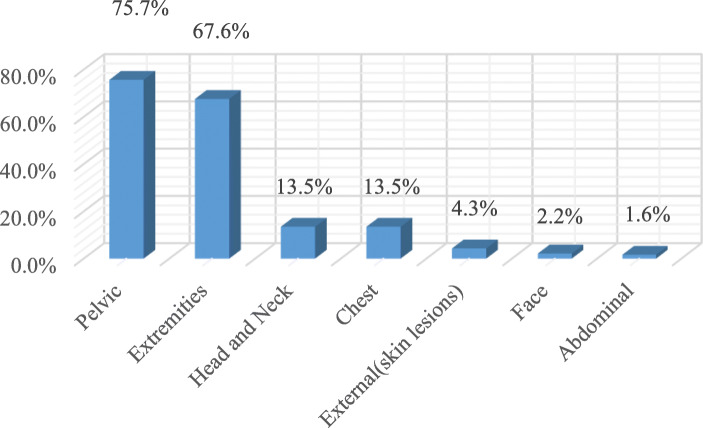 75.7%
67.6%
13.5%
13.5%
4.3%
2.2%
1.6%
80.0%
60.0%
40.0%
20.0%
0.0%
Pelvic
Extremities
Head and Neck
Chest
External(skin lesions)
Face
Abdominal